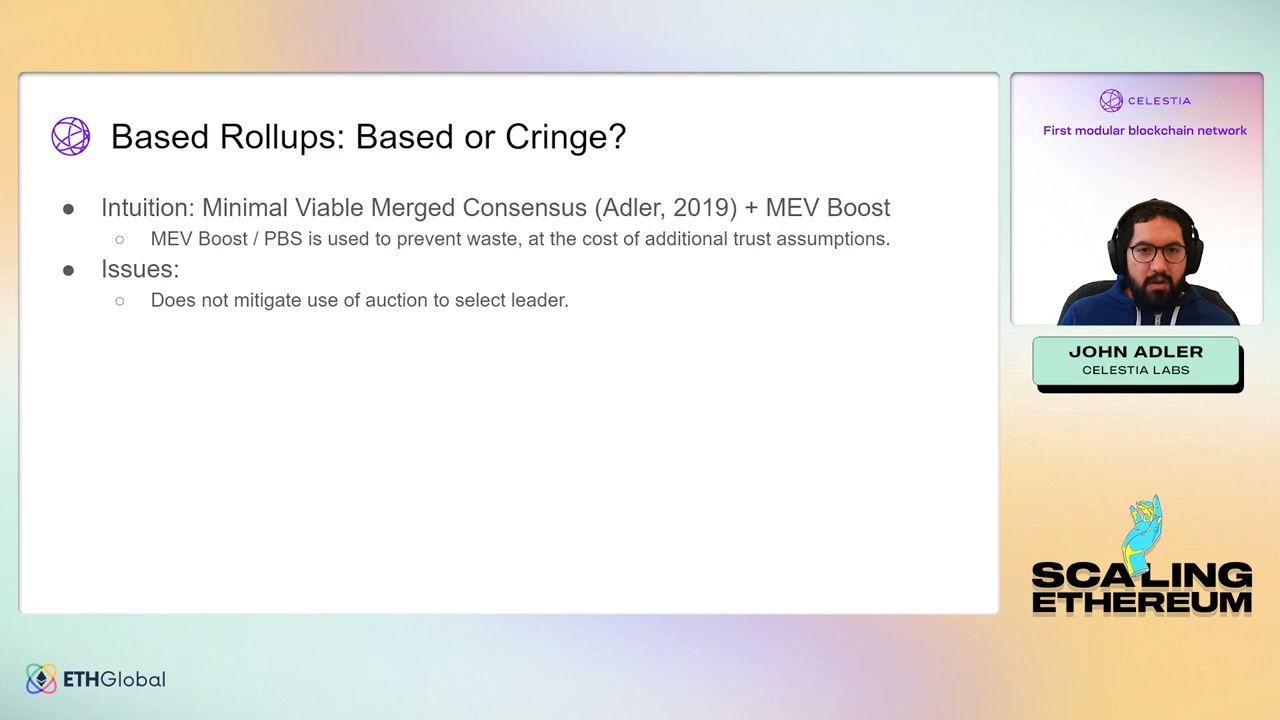 Based Rollups: Based or Cringe?
● Intuition: Minimal Viable Merged Consensus (Adler, 2019) + MEV Boost
○ MEV Boost / PBS is used to prevent waste, at the cost of additional trust assumptions.
● Issues:
○ Does not mitigate use of auction to select leader.
CELESTIA
First modular blockchain network
JOHN ADLER
CELESTIA LABS
SCALING
ETHEREUM
ETHGlobal